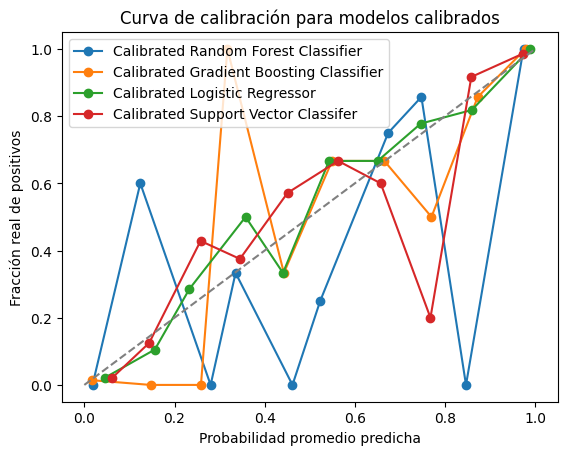 Curva de calibración para modelos calibrados
Calibrated Random Forest Classifier
Calibrated Gradient Boosting Classifier
Calibrated Logistic Regressor
Calibrated Support Vector Classifer
Fracción real de positivos
1.0
0.8
0.6
0.4
0.2
0.0
0.0 0.2 0.4 0.6 0.8 1.0
Probabilidad promedio predicha